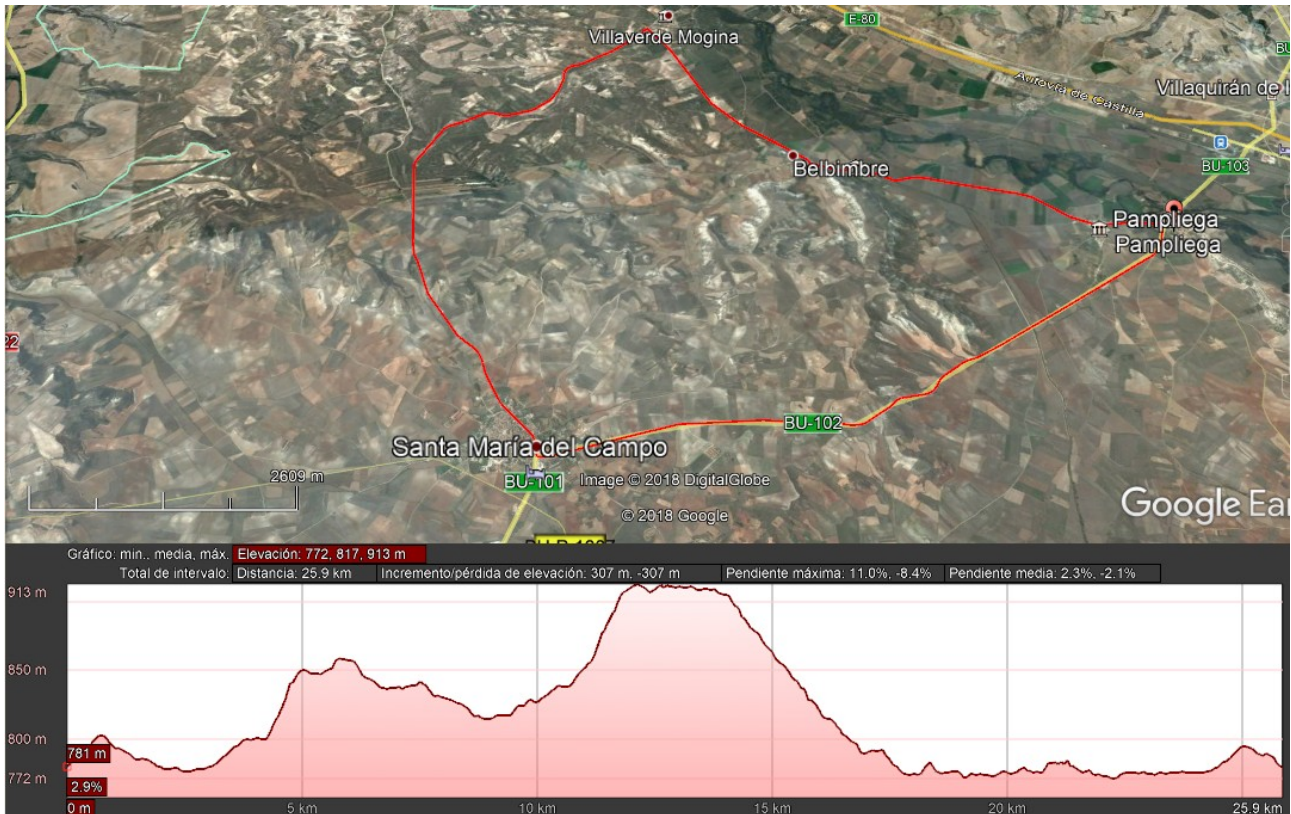 E-80
Villaverde Mogina
Autovía de Castilla
Villaquirán de l
BU-103
Belbimbre
Pampliega
Pampliega
22
BU-102
Santa María del Campo
2609 m
BU-101
Image © 2018 DigitalGlobe
© 2018 Google
Google Ear
Gráfico: min., media, máx. Elevación: 772, 817, 913 m
Total de intervalo: Distancia: 25.9 km Incremento/pérdida de elevación: 307 m, -307 m Pendiente máxima: 11.0%, -8.4% Pendiente media: 2.3%, -2.1%
913 m
850 m
800 m
781 m
772 m
2.9%
0 m 5 km 10 km 15 km 20 km 25.9 km